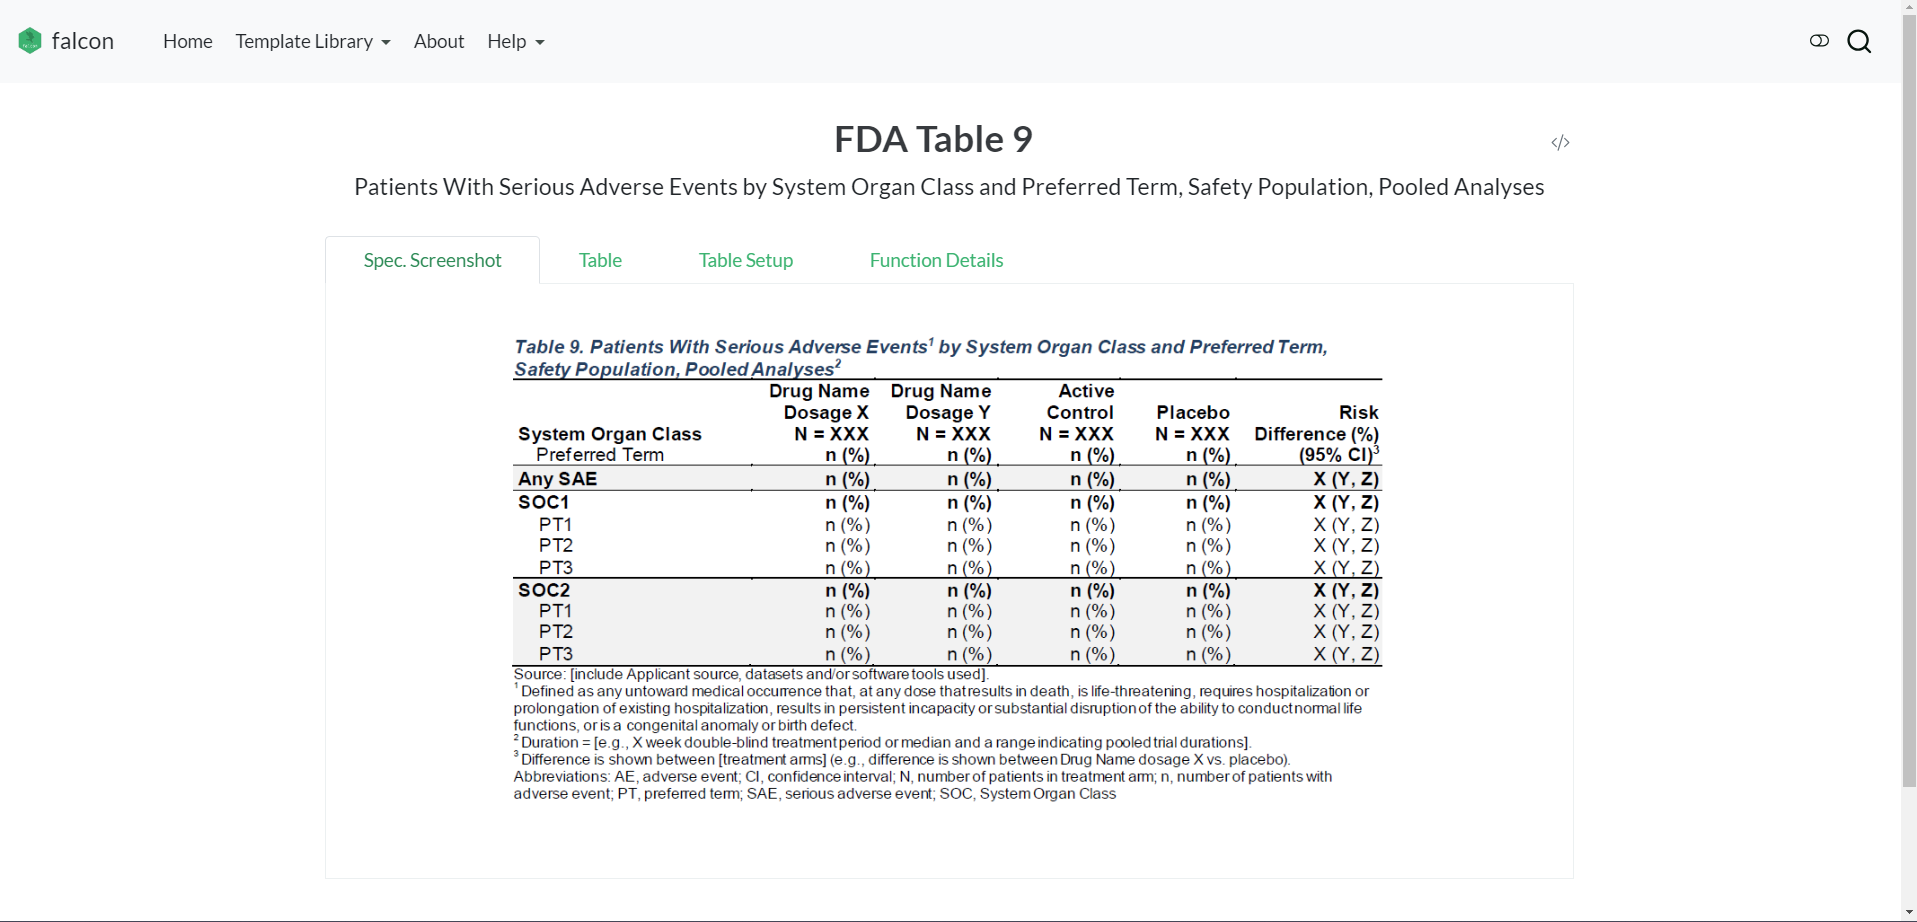 falcon Home Template Library About Help
FDA Table 9
Patients With Serious Adverse Events by System Organ Class and Preferred Term, Safety Population, Pooled Analyses
Spec. Screenshot Table Table Setup Function Details
Table 9. Patients With Serious Adverse Events1 by System Organ Class and Preferred Term,
Safety Population, Pooled Analyses2
Drug Name Drug Name Active
Dosage X Dosage Y Control Placebo Risk
System Organ Class N = XXX N = XXX N = XXX N = XXX Difference (%)
Preferred Term n (%) n (%) n (%) n (%) (95% CI)3
Any SAE n (%) n (%) n (%) n (%) X (Y, Z)
SOC1 n (%) n (%) n (%) n (%) X (Y, Z)
PT1 n (%) n (%) n (%) n (%) X (Y, Z)
PT2 n (%) n (%) n (%) n (%) X (Y, Z)
PT3 n (%) n (%) n (%) n (%) X (Y, Z)
SOC2 n (%) n (%) n (%) n (%) X (Y, Z)
PT1 n (%) n (%) n (%) n (%) X (Y, Z)
PT2 n (%) n (%) n (%) n (%) X (Y, Z)
PT3 n (%) n (%) n (%) n (%) X (Y, Z)
Source: [include Applicant source, datasets and/or software tools used].
1 Defined as any untoward medical occurrence that, at any dose that results in death, is life-threatening, requires hospitalization or
prolongation of existing hospitalization, results in persistent incapacity or substantial disruption of the ability to conduct normal life
functions, or is a congenital anomaly or birth defect.
2 Duration = [e.g., X week double-blind treatment period or median and a range indicating pooled trial durations].
3 Difference is shown between [treatment arms] (e.g., difference is shown between Drug Name dosage X vs. placebo).
Abbreviations: AE, adverse event; CI, confidence interval; N, number of patients in treatment arm; n, number of patients with
adverse event; PT, preferred term; SAE, serious adverse event; SOC, System Organ Class